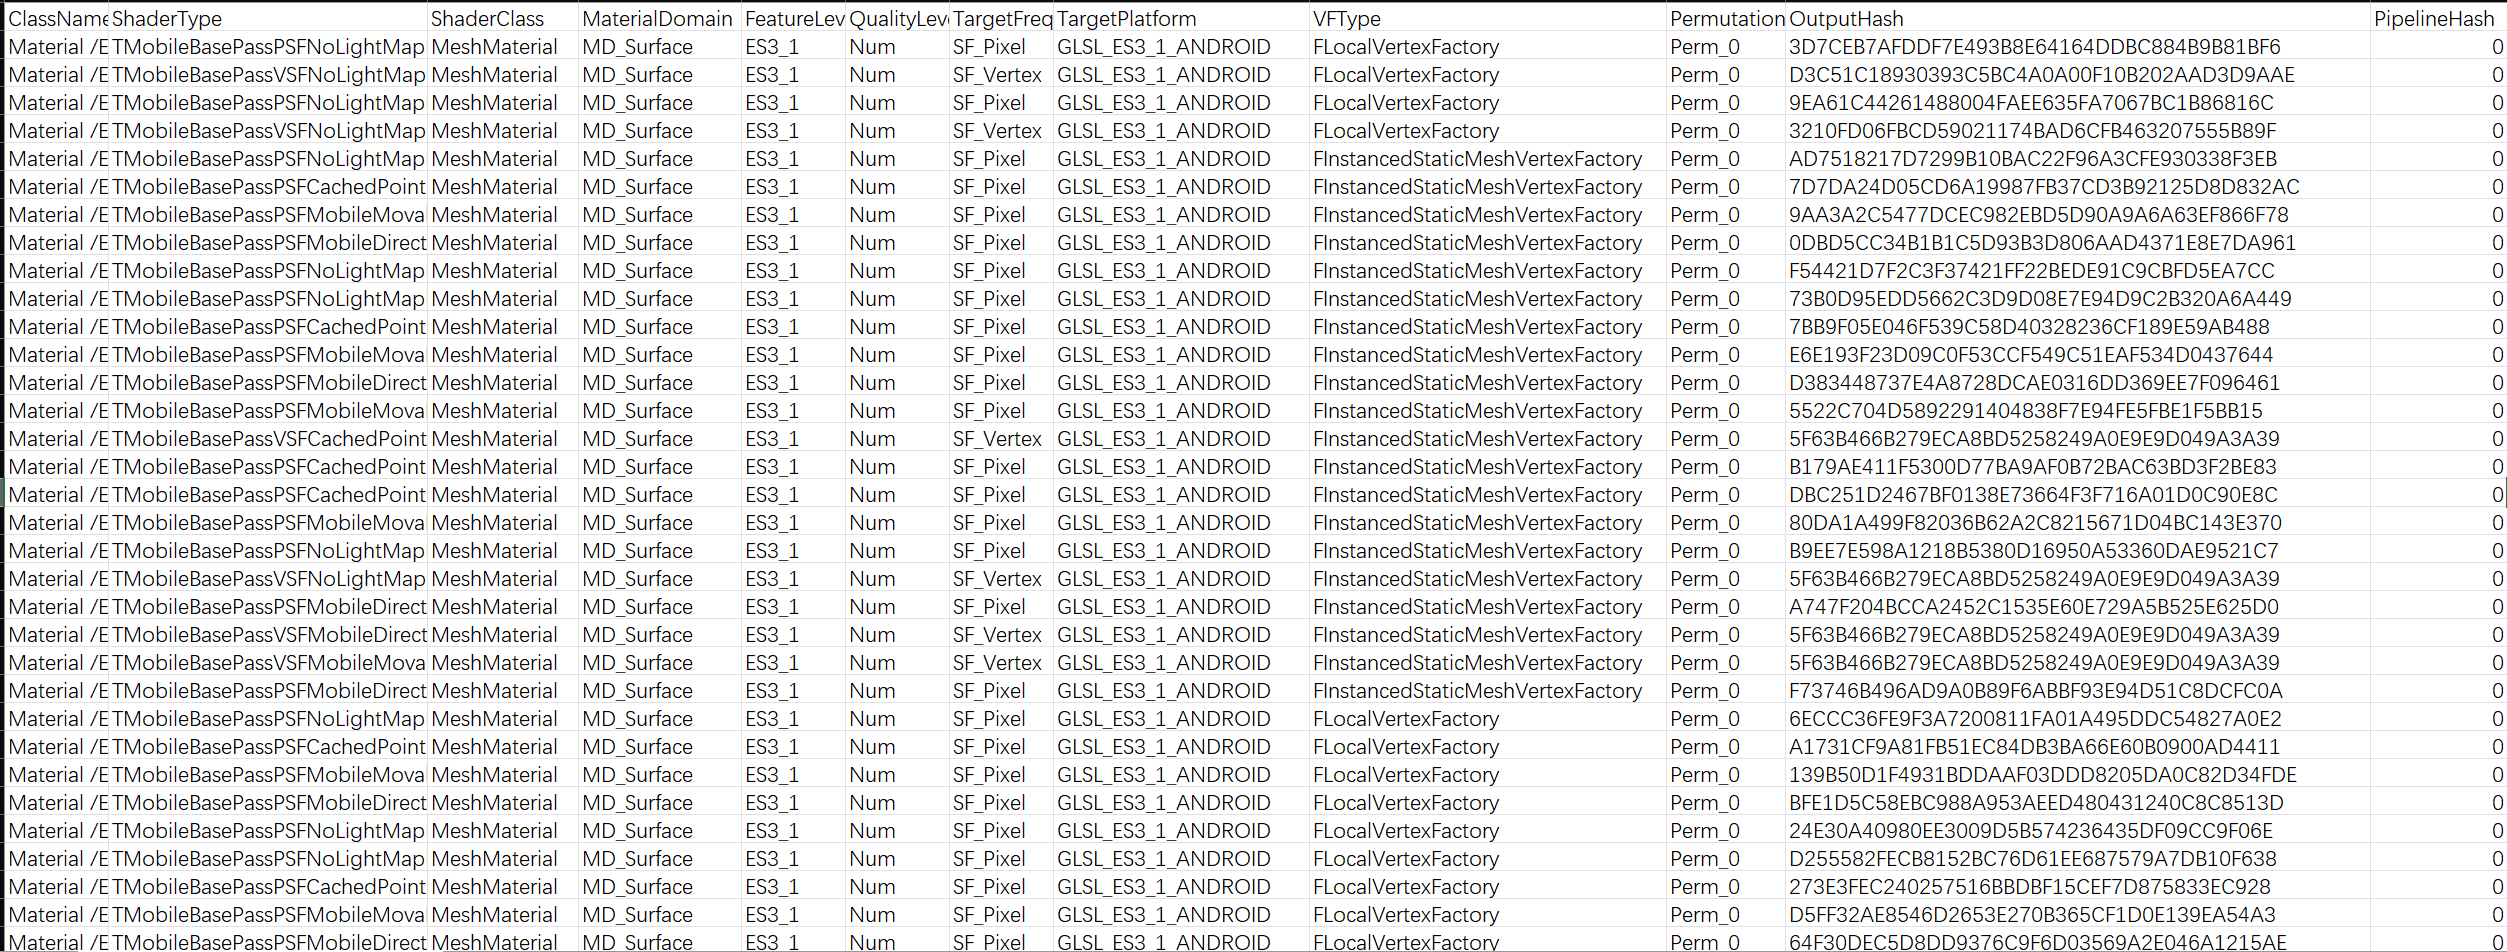 ClassName ShaderType ShaderClass MaterialDomain FeatureLev QualityLev TargetFreq TargetPlatform VFType Permutation OutputHash PipelineHash
Material /E TMobileBasePassPSFNoLightMap MeshMaterial MD_Surface ES3_1 Num SF_Pixel GLSL_ES3_1_ANDROID FLocalVertexFactory Perm_0 3D7CEB7AFDDF7E493B8E64164DDBC884B9B81BF6 0
Material /E TMobileBasePassVSFNoLightMap MeshMaterial MD_Surface ES3_1 Num SF_Vertex GLSL_ES3_1_ANDROID FLocalVertexFactory Perm_0 D3C51C18930393C5BC4A0A00F10B202AAD3D9AAE 0
Material /E TMobileBasePassPSFNoLightMap MeshMaterial MD_Surface ES3_1 Num SF_Pixel GLSL_ES3_1_ANDROID FLocalVertexFactory Perm_0 9EA61C44261488004FAEE635FA7067BC1B86816C 0
Material /E TMobileBasePassVSFNoLightMap MeshMaterial MD_Surface ES3_1 Num SF_Vertex GLSL_ES3_1_ANDROID FLocalVertexFactory Perm_0 3210FD06FBCD59021174BAD6CFB463207555B89F 0
Material /E TMobileBasePassPSFNoLightMap MeshMaterial MD_Surface ES3_1 Num SF_Pixel GLSL_ES3_1_ANDROID FInstancedStaticMeshVertexFactory Perm_0 AD7518217D7299B10BAC22F96A3CFE930338F3EB 0
Material /E TMobileBasePassPSFCachedPoint MeshMaterial MD_Surface ES3_1 Num SF_Pixel GLSL_ES3_1_ANDROID FInstancedStaticMeshVertexFactory Perm_0 7D7DA24D05CD6A19987FB37CD3B92125D8D832AC 0
Material /E TMobileBasePassPSFMobileMova MeshMaterial MD_Surface ES3_1 Num SF_Pixel GLSL_ES3_1_ANDROID FInstancedStaticMeshVertexFactory Perm_0 9AA3A2C5477DCEC982EBD5D90A9A6A63EF866F78 0
Material /E TMobileBasePassPSFMobileDirect MeshMaterial MD_Surface ES3_1 Num SF_Pixel GLSL_ES3_1_ANDROID FInstancedStaticMeshVertexFactory Perm_0 0DBD5CC34B1B1C5D93B3D806AAD4371E8E7DA961 0
Material /E TMobileBasePassPSFNoLightMap MeshMaterial MD_Surface ES3_1 Num SF_Pixel GLSL_ES3_1_ANDROID FInstancedStaticMeshVertexFactory Perm_0 F54421D7F2C3F37421FF22BEDE91C9CBFD5EA7CC 0
Material /E TMobileBasePassPSFNoLightMap MeshMaterial MD_Surface ES3_1 Num SF_Pixel GLSL_ES3_1_ANDROID FInstancedStaticMeshVertexFactory Perm_0 73B0D95EDD5662C3D9D08E7E94D9C2B320A6A449 0
Material /E TMobileBasePassPSFCachedPoint MeshMaterial MD_Surface ES3_1 Num SF_Pixel GLSL_ES3_1_ANDROID FInstancedStaticMeshVertexFactory Perm_0 7BB9F05E046F539C58D40328236CF189E59AB488 0
Material /E TMobileBasePassPSFMobileMova MeshMaterial MD_Surface ES3_1 Num SF_Pixel GLSL_ES3_1_ANDROID FInstancedStaticMeshVertexFactory Perm_0 E6E193F23D09C0F53CCF549C51EAF534D0437644 0
Material /E TMobileBasePassPSFMobileDirect MeshMaterial MD_Surface ES3_1 Num SF_Pixel GLSL_ES3_1_ANDROID FInstancedStaticMeshVertexFactory Perm_0 D383448737E4A8728DCAE0316DD369EE7F096461 0
Material /E TMobileBasePassPSFMobileMova MeshMaterial MD_Surface ES3_1 Num SF_Pixel GLSL_ES3_1_ANDROID FInstancedStaticMeshVertexFactory Perm_0 5522C704D5892291404838F7E94FE5FBE1F5BB15 0
Material /E TMobileBasePassVSFCachedPoint MeshMaterial MD_Surface ES3_1 Num SF_Vertex GLSL_ES3_1_ANDROID FInstancedStaticMeshVertexFactory Perm_0 5F63B466B279ECA8BD5258249A0E9E9D049A3A39 0
Material /E TMobileBasePassPSFCachedPoint MeshMaterial MD_Surface ES3_1 Num SF_Pixel GLSL_ES3_1_ANDROID FInstancedStaticMeshVertexFactory Perm_0 B179AE411F5300D77BA9AF0B72BAC63BD3F2BE83 0
Material /E TMobileBasePassPSFCachedPoint MeshMaterial MD_Surface ES3_1 Num SF_Pixel GLSL_ES3_1_ANDROID FInstancedStaticMeshVertexFactory Perm_0 DBC251D2467BF0138E73664F3F716A01D0C90E8C 0
Material /E TMobileBasePassPSFMobileMova MeshMaterial MD_Surface ES3_1 Num SF_Pixel GLSL_ES3_1_ANDROID FInstancedStaticMeshVertexFactory Perm_0 80DA1A499F82036B62A2C8215671D04BC143E370 0
Material /E TMobileBasePassPSFNoLightMap MeshMaterial MD_Surface ES3_1 Num SF_Pixel GLSL_ES3_1_ANDROID FInstancedStaticMeshVertexFactory Perm_0 B9EE7E598A1218B5380D16950A53360DAE9521C7 0
Material /E TMobileBasePassVSFNoLightMap MeshMaterial MD_Surface ES3_1 Num SF_Vertex GLSL_ES3_1_ANDROID FInstancedStaticMeshVertexFactory Perm_0 5F63B466B279ECA8BD5258249A0E9E9D049A3A39 0
Material /E TMobileBasePassPSFMobileDirect MeshMaterial MD_Surface ES3_1 Num SF_Pixel GLSL_ES3_1_ANDROID FInstancedStaticMeshVertexFactory Perm_0 A747F204BCCA2452C1535E60E729A5B525E625D0 0
Material /E TMobileBasePassVSFMobileDirect MeshMaterial MD_Surface ES3_1 Num SF_Vertex GLSL_ES3_1_ANDROID FInstancedStaticMeshVertexFactory Perm_0 5F63B466B279ECA8BD5258249A0E9E9D049A3A39 0
Material /E TMobileBasePassVSFMobileMova MeshMaterial MD_Surface ES3_1 Num SF_Vertex GLSL_ES3_1_ANDROID FInstancedStaticMeshVertexFactory Perm_0 5F63B466B279ECA8BD5258249A0E9E9D049A3A39 0
Material /E TMobileBasePassPSFMobileDirect MeshMaterial MD_Surface ES3_1 Num SF_Pixel GLSL_ES3_1_ANDROID FInstancedStaticMeshVertexFactory Perm_0 F73746B496AD9A0B89F6ABBF93E94D51C8DCFC0A 0
Material /E TMobileBasePassPSFNoLightMap MeshMaterial MD_Surface ES3_1 Num SF_Pixel GLSL_ES3_1_ANDROID FLocalVertexFactory Perm_0 6ECCC36FE9F3A7200811FA01A495DDC54827A0E2 0
Material /E TMobileBasePassPSFCachedPoint MeshMaterial MD_Surface ES3_1 Num SF_Pixel GLSL_ES3_1_ANDROID FLocalVertexFactory Perm_0 A1731CF9A81FB51EC84DB3BA66E60B0900AD4411 0
Material /E TMobileBasePassPSFMobileMova MeshMaterial MD_Surface ES3_1 Num SF_Pixel GLSL_ES3_1_ANDROID FLocalVertexFactory Perm_0 139B50D1F4931BDDAAF03DDD8205DA0C82D34FDE 0
Material /E TMobileBasePassPSFMobileDirect MeshMaterial MD_Surface ES3_1 Num SF_Pixel GLSL_ES3_1_ANDROID FLocalVertexFactory Perm_0 BFE1D5C58EBC988A953AEED480431240C8C8513D 0
Material /E TMobileBasePassPSFNoLightMap MeshMaterial MD_Surface ES3_1 Num SF_Pixel GLSL_ES3_1_ANDROID FLocalVertexFactory Perm_0 24E30A40980EE3009D5B574236435DF09CC9F06E 0
Material /E TMobileBasePassPSFNoLightMap MeshMaterial MD_Surface ES3_1 Num SF_Pixel GLSL_ES3_1_ANDROID FLocalVertexFactory Perm_0 D255582FECB8152BC76D61EE687579A7DB10F638 0
Material /E TMobileBasePassPSFCachedPoint MeshMaterial MD_Surface ES3_1 Num SF_Pixel GLSL_ES3_1_ANDROID FLocalVertexFactory Perm_0 273E3FEC240257516BBDBF15CEF7D875833EC928 0
Material /E TMobileBasePassPSFMobileMova MeshMaterial MD_Surface ES3_1 Num SF_Pixel GLSL_ES3_1_ANDROID FLocalVertexFactory Perm_0 D5FF32AE8546D2653E270B365CF1D0E139EA54A3 0
Material /E TMobileBasePassPSFMobileDirect MeshMaterial MD_Surface ES3_1 Num SF_Pixel GLSL_ES3_1_ANDROID FLocalVertexFactory Perm_0 64F30DEC5D8DD9376C9F6D03569A2E046A1215AE 0